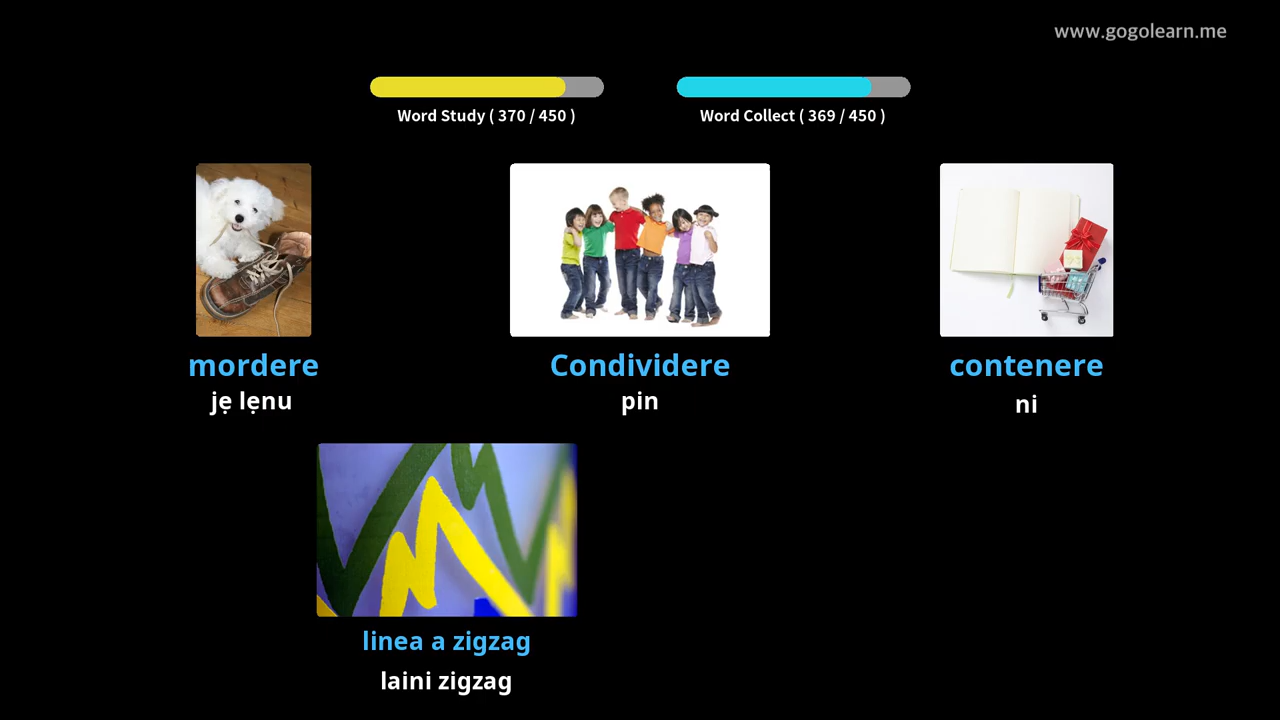 www.gogolearn.me
Word Study ( 370 / 450 )
Word Collect ( 369 / 450 )
mordere
jẹ lẹnu
Condividere
pin
contenere
ni
linea a zigzag
laini zigzag